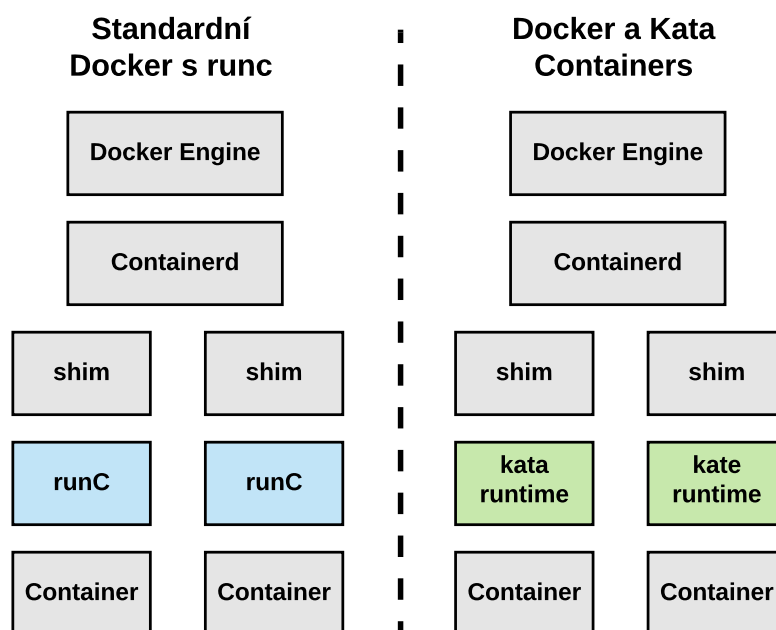 Standardní
Docker s runc
Docker Engine
Containerd
shim
shim
runC
runC
Container
Container
Docker a Kata
Containers
Docker Engine
Containerd
shim
shim
kata
runtime
kate
runtime
Container
Container